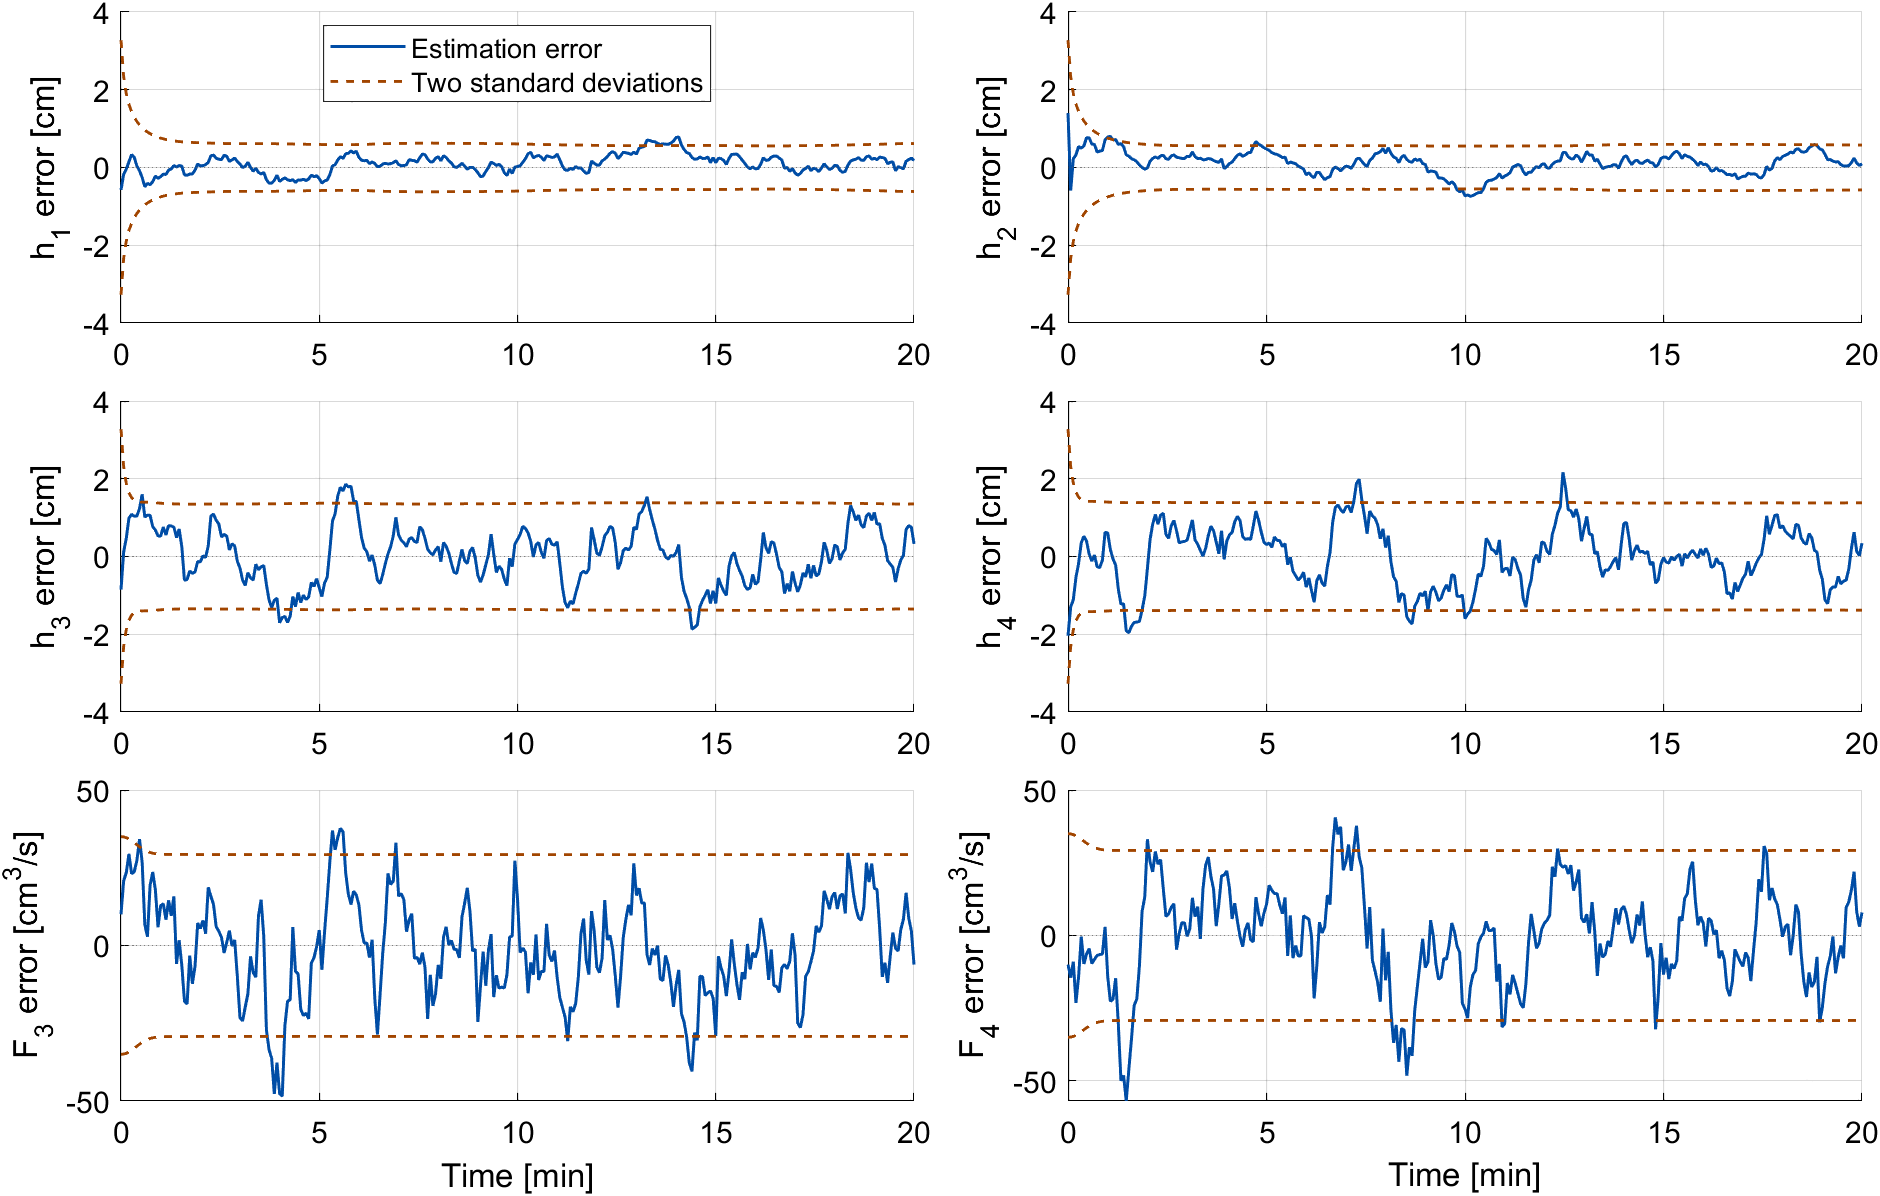 4
2
0
-2
-4
h1 error [cm]
Estimation error
Two standard deviations
0 5 10 15 20
4
2
0
-2
-4
h2 error [cm]
0 5 10 15 20
4
2
0
-2
-4
h3 error [cm]
0 5 10 15 20
4
2
0
-2
-4
h4 error [cm]
0 5 10 15 20
50
0
-50
F3 error [cm³/s]
0 5 10 15 20
Time [min]
50
0
-50
F4 error [cm³/s]
0 5 10 15 20
Time [min]